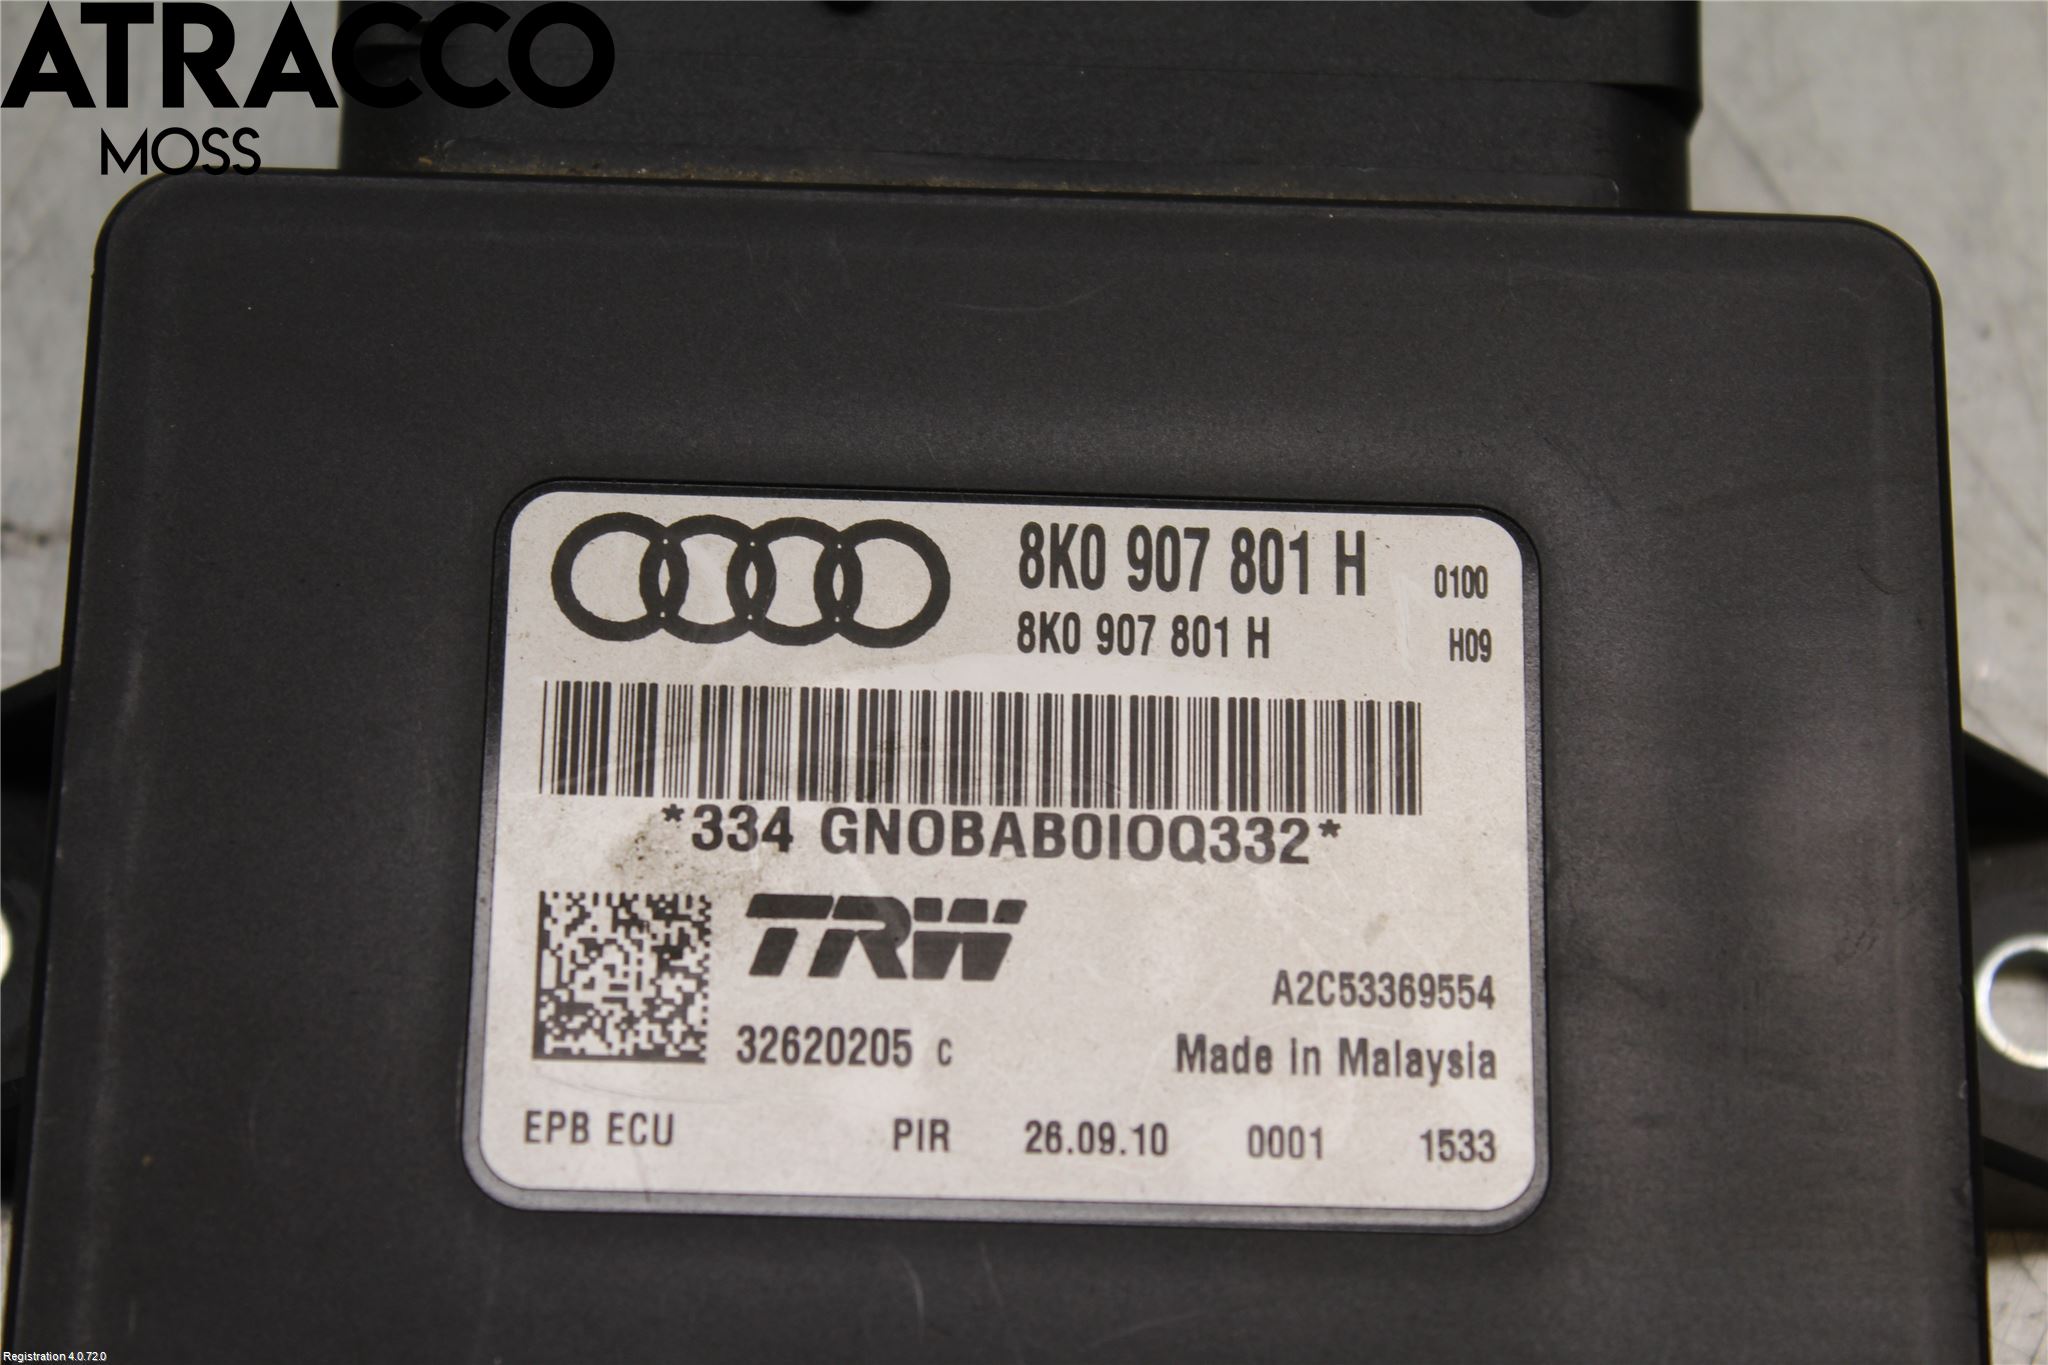 ATRACCO
MOSS
8K0 907 801 H 0100
8K0 907 801 H H09
*334 GNOBAB0IOQ332*
TRW
A2C53369554
32620205 C
Made in Malaysia
EPB ECU PIR 26.09.10 0001 1533
Registration 4.0.72.0